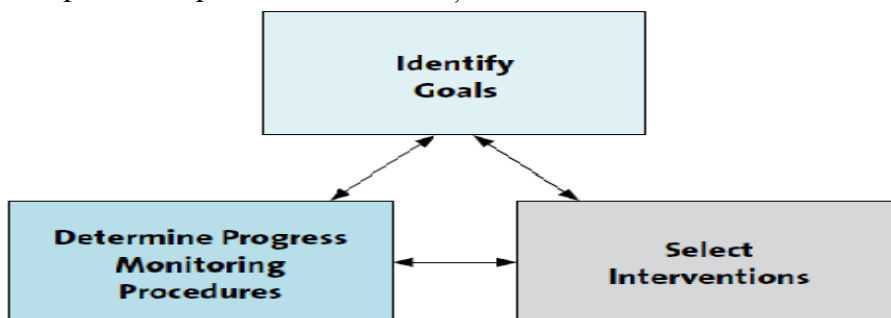 Identify
Goals
Determine Progress
Monitoring
Procedures
Select
Interventions